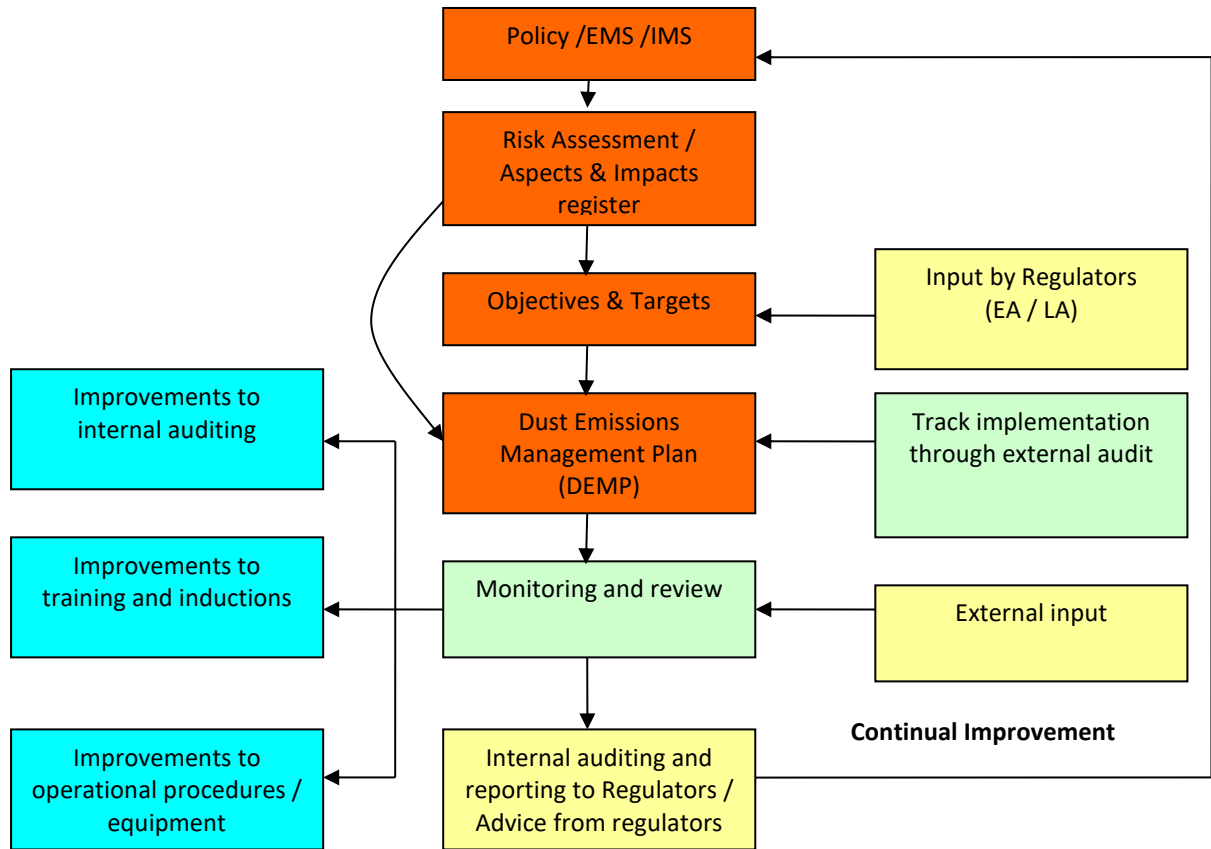 Policy /EMS /IMS
Risk Assessment /
Aspects & Impacts
register
Objectives & Targets
Input by Regulators
(EA / LA)
Improvements to
internal auditing
Dust Emissions
Management Plan
(DEMP)
Track implementation
through external audit
Improvements to
training and inductions
Monitoring and review
External input
Continual Improvement
Improvements to
operational procedures /
equipment
Internal auditing and
reporting to Regulators /
Advice from regulators